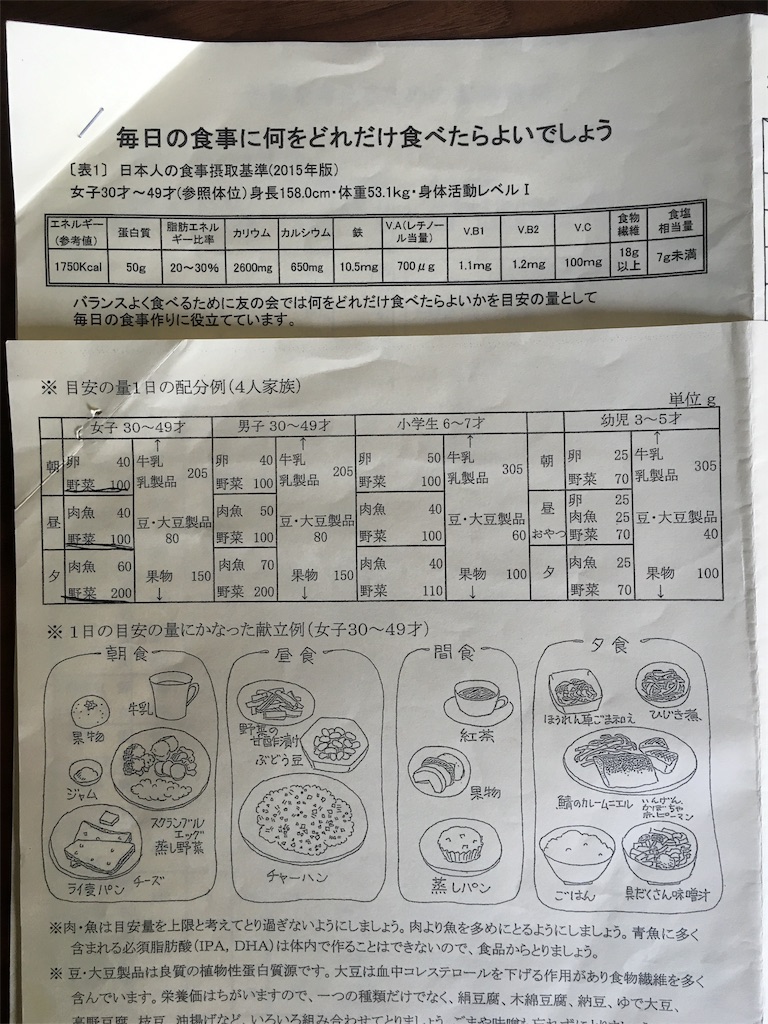 毎日の食事に何をどれだけ食べたらよいでしょう
〔表1〕 日本人の食事摂取基準(2015年版)
女子30才～49才(参照体位)身長158.0cm・体重53.1kg・身体活動レベルⅠ
エネルギー(参考値) 蛋白質 脂肪エネルギー比率 カリウム カルシウム 鉄 V.A(レチノール当量) V.B1 V.B2 V.C 食物繊維 食塩相当量
1750Kcal 50g 20～30% 2600mg 650mg 10.5mg 700μg 1.1mg 1.2mg 100mg 18g以上 7g未満
バランスよく食べるために友の会では何をどれだけ食べたらよいかを目安の量として
毎日の食事作りに役立てています。
※ 目安の量1日の配分例(4人家族)
単位 g
女子 30～49才 男子 30～49才 小学生 6～7才 幼児 3～5才
朝 卵 40 牛乳 卵 40 牛乳 卵 50 牛乳 朝 卵 25 牛乳
野菜 100 乳製品 205 野菜 100 乳製品 205 野菜 100 乳製品 305 野菜 70 乳製品 305
昼 肉魚 40 豆・大豆製品 肉魚 50 豆・大豆製品 肉魚 40 豆・大豆製品 昼 卵 25 豆・大豆製品
肉魚 25
野菜 100 80 野菜 100 80 野菜 100 60 おやつ 野菜 70 40
夕 肉魚 60 果物 150 肉魚 70 果物 150 肉魚 40 果物 100 夕 肉魚 25 果物 100
野菜 200 野菜 200 野菜 110 野菜 70
※ 1日の目安の量にかなった献立例(女子30～49才)
朝食
牛乳
果物
ジャム
スクランブルエッグ
蒸し野菜
チーズ
ライ麦パン
昼食
野菜の甘酢漬け
ぶどう豆
チャーハン
間食
紅茶
果物
蒸しパン
夕食
ほうれん草ごま和え
ひじき煮
鯖のカレームニエル
いんげん、かぼちゃ
赤ピーマン
ごはん
具だくさん味噌汁
※肉・魚は目安量を上限と考えてとり過ぎないようにしましょう。肉より魚を多めにとるようにしましょう。青魚に多く
含まれる必須脂肪酸(IPA, DHA)は体内で作ることはできないので、食品からとりましょう。
※ 豆・大豆製品は良質の植物性蛋白質源です。大豆は血中コレステロールを下げる作用があり食物繊維を多く
含んでいます。栄養価はちがいますので、一つの種類だけでなく、絹豆腐、木綿豆腐、納豆、ゆで大豆、
高野豆腐、枝豆、油揚げなど、いろいろ組み合わせてとりましょう。ごまや味噌も